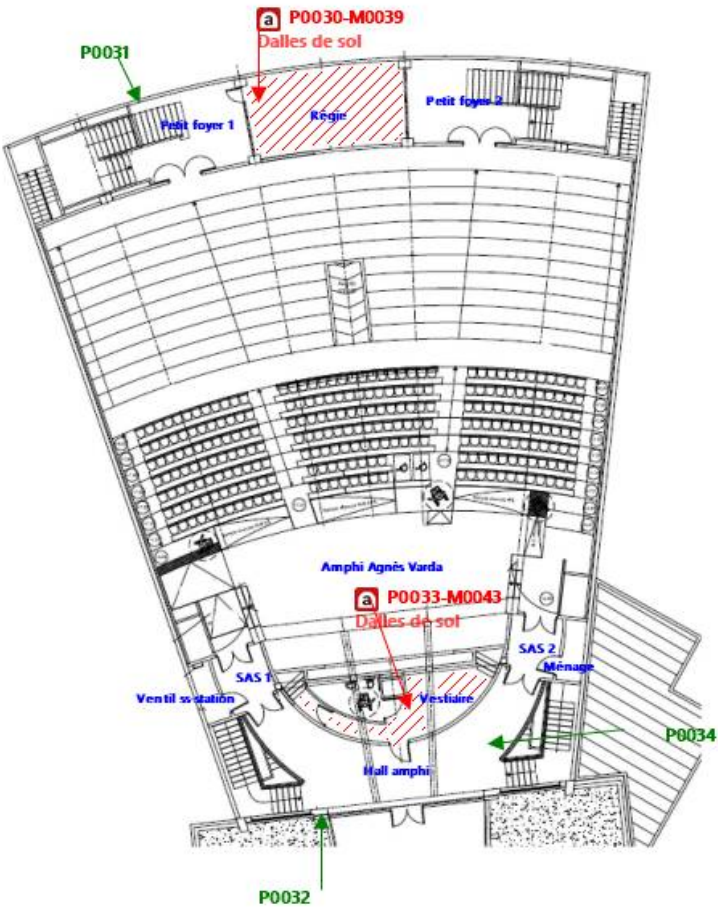 a P0030-M0039
Dalles de sol
P0031
Petit foyer 1
Régie
Petit foyer 2
Amphi Agnès Varda
a P0033-M0043
Dalles de sol
SAS 1
SAS 2
Ménage
Ventil ss-station
Vestiaire
P0034
Hall amphi
P0032